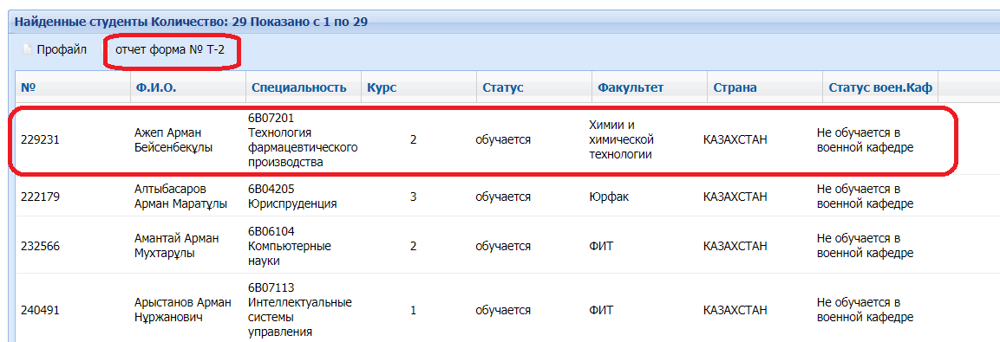 Найденные студенты Количество: 29 Показано с 1 по 29
Профайл отчет форма № Т-2
№ Ф.И.О. Специальность Курс Статус Факультет Страна Статус воен.Каф
229231
Ажеп Арман
Бейсенбекұлы
6B07201
Технология
фармацевтического
производства
2
обучается
Химии и
химической
технологии
КАЗАХСТАН
Не обучается в
военной кафедре
222179
Алтыбасаров
Арман Маратұлы
6B04205
Юриспруденция
3
обучается
Юрфак
КАЗАХСТАН
Не обучается в
военной кафедре
232566
Амантай Арман
Мухтарұлы
6B06104
Компьютерные
науки
2
обучается
ФИТ
КАЗАХСТАН
Не обучается в
военной кафедре
240491
Арыстанов Арман
Нұржанович
6B07113
Интеллектуальные
системы
управления
1
обучается
ФИТ
КАЗАХСТАН
Не обучается в
военной кафедре